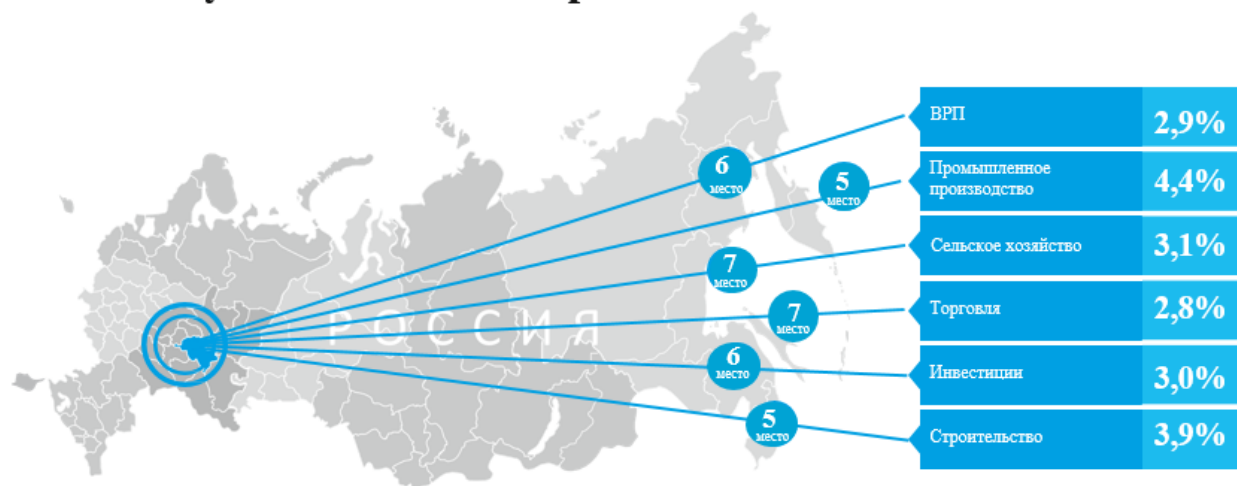 ВРП
2,9%
6
место
Промышленное
производство
4,4%
5
место
Сельское хозяйство
3,1%
7
место
Торговля
2,8%
7
место
РОССИЯ
Инвестиции
3,0%
6
место
Строительство
3,9%
5
место